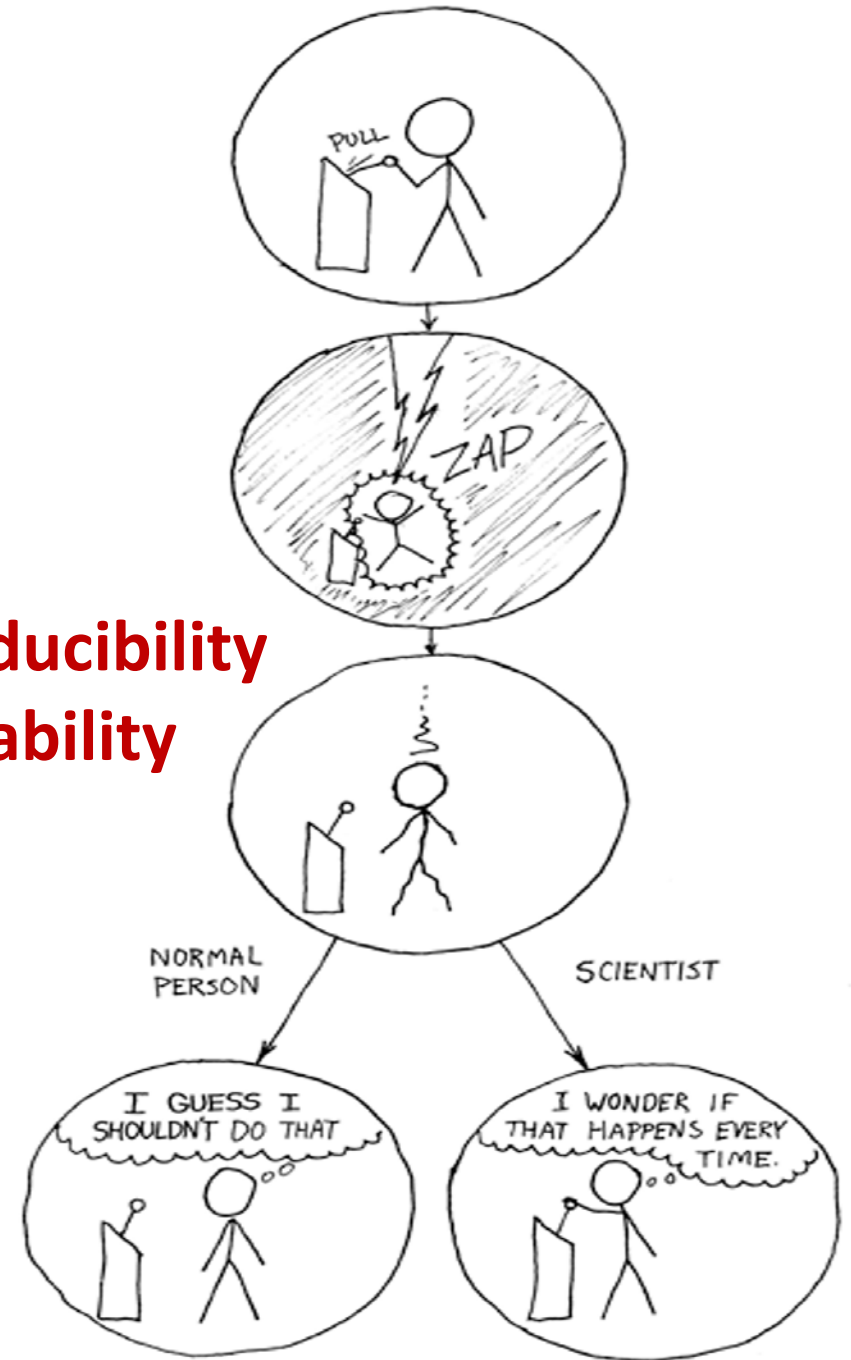 PULL
ZAP
ducibility
ability
NORMAL
PERSON
SCIENTIST
I GUESS I
SHOULDN'T DO THAT
I WONDER IF
THAT HAPPENS EVERY
TIME.